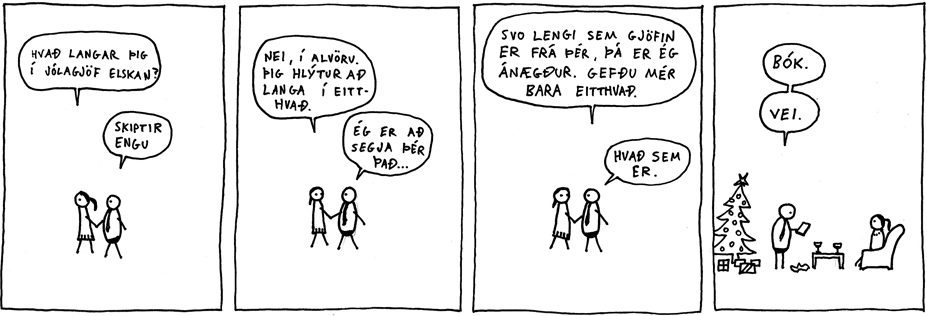 HVAÐ LANGAR ÞIG
Í JÓLAGJÖF ELSKAN?
SKIPTIR
ENGU
NEI, Í ALVÖRU.
ÞIG HLÝTUR AÐ
LANGA Í EITT-
HVAÐ.
ÉG ER AÐ
SEGJA ÞÉR
ÞAÐ...
SVO LENGI SEM GJÖFIN
ER FRÁ ÞÉR, ÞÁ ER ÉG
ÁNÆGÐUR. GEFÐU MÉR
BARA EITTHVAÐ.
HVAÐ SEM
ER.
BÓK.
VEI.